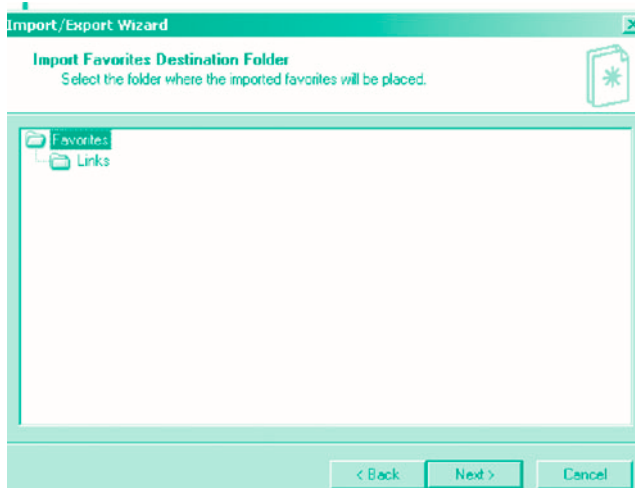 Import/Export Wizard
Import Favorites Destination Folder
Select the folder where the imported favorites will be placed.
Favorites
Links
< Back Next > Cancel